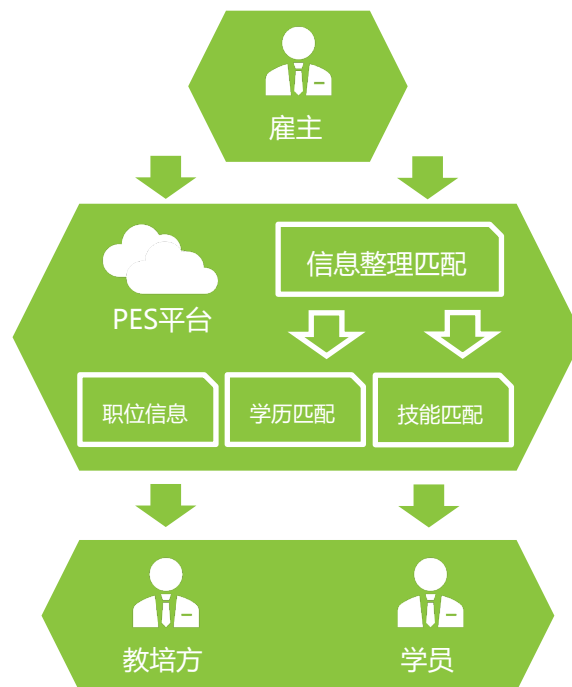 雇主
信息整理匹配
PES平台
职位信息
学历匹配
技能匹配
教培方
学员